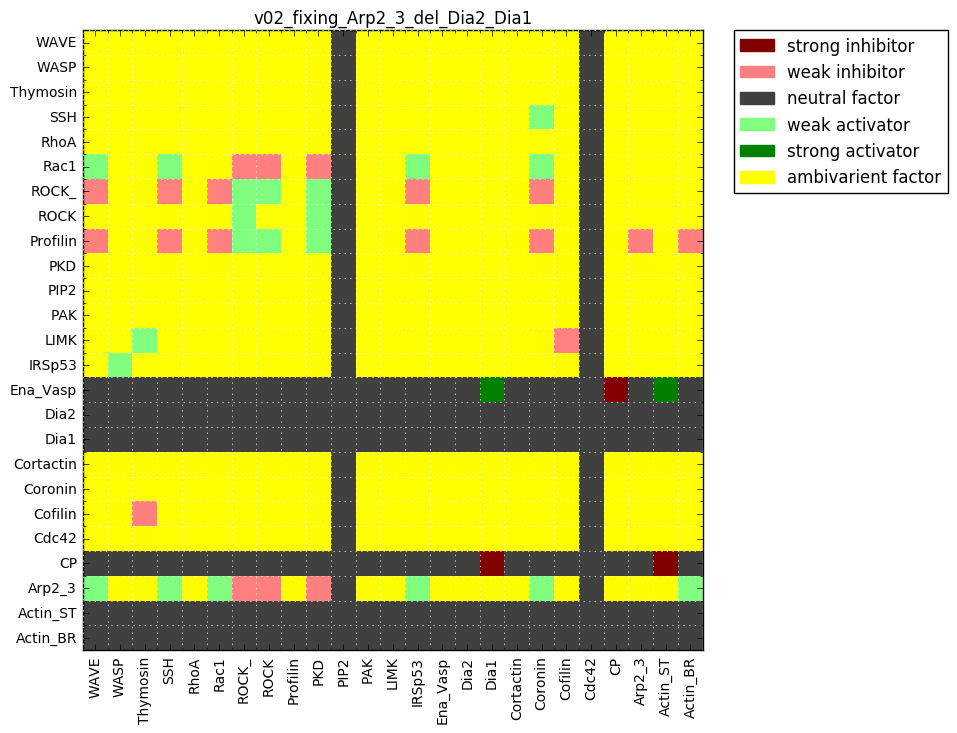 v02_fixing_Arp2_3_del_Dia2_Dia1
WAVE
WASP
Thymosin
SSH
RhoA
Rac1
ROCK_
ROCK
Profilin
PKD
PIP2
PAK
LIMK
IRSp53
Ena_Vasp
Dia2
Dia1
Cortactin
Coronin
Cofilin
Cdc42
CP
Arp2_3
Actin_ST
Actin_BR
WAVE
WASP
Thymosin
SSH
RhoA
Rac1
ROCK_
ROCK
Profilin
PKD
PIP2
PAK
LIMK
IRSp53
Ena_Vasp
Dia2
Dia1
Cortactin
Coronin
Cofilin
Cdc42
CP
Arp2_3
Actin_ST
Actin_BR
strong inhibitor
weak inhibitor
neutral factor
weak activator
strong activator
ambivarient factor